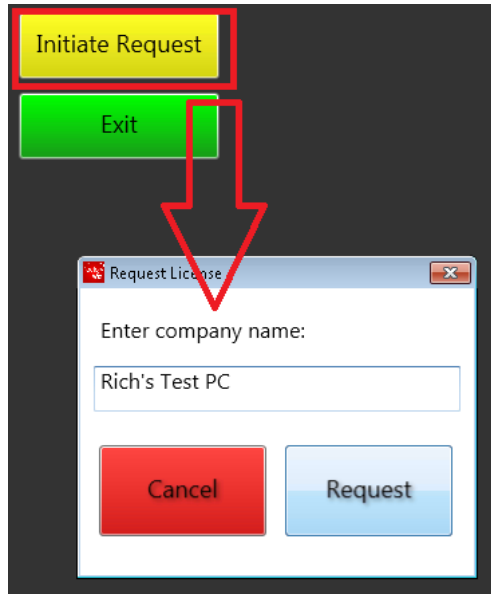 Initiate Request
Exit
Request License
Enter company name:
Rich's Test PC
Cancel
Request